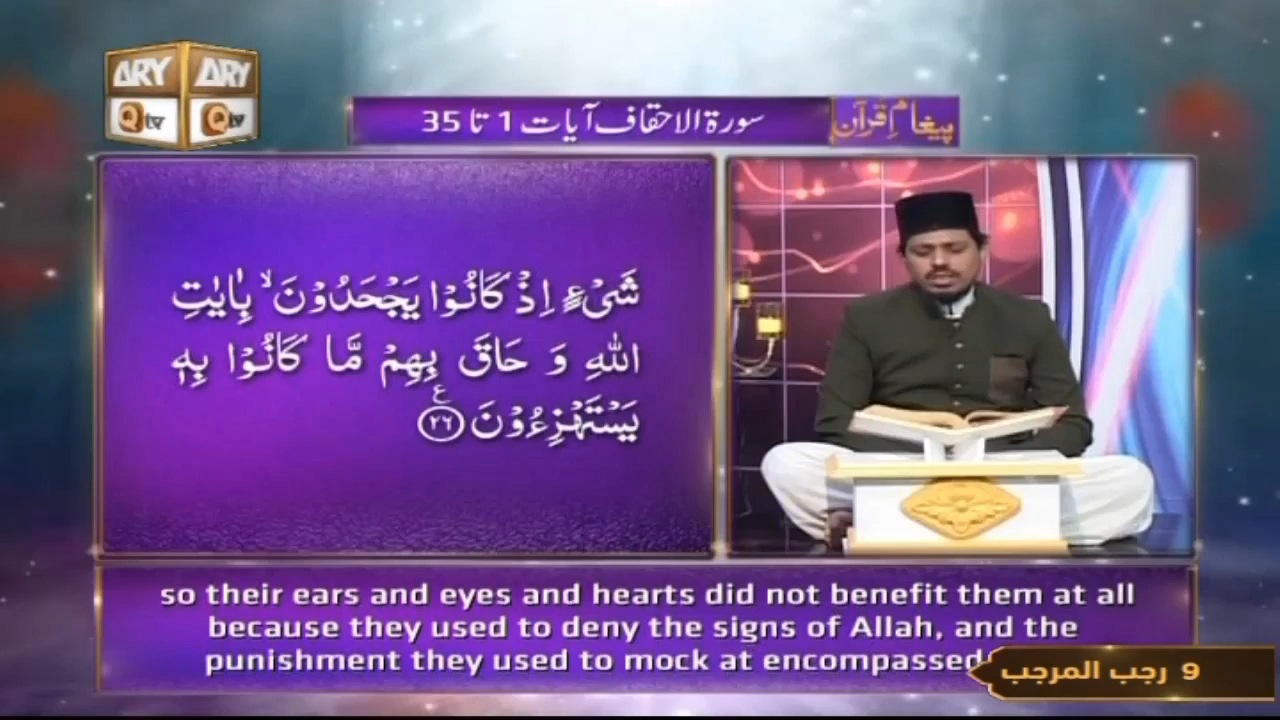 ARY ARY
Qtv Qtv
سورۃ الاحقاف آیات 1 تا 35
پیغامِ قرآن
شَیۡءٍ اِذۡ کَانُوۡا یَجۡحَدُوۡنَ ۙ بِاٰیٰتِ
اللّٰہِ وَ حَاقَ بِہِمۡ مَّا کَانُوۡا بِہٖ
یَسۡتَہۡزِءُوۡنَ ﴿۲۶﴾ ع
so their ears and eyes and hearts did not benefit them at all
because they used to deny the signs of Allah, and the
punishment they used to mock at encompassed
9 رجب المرجب